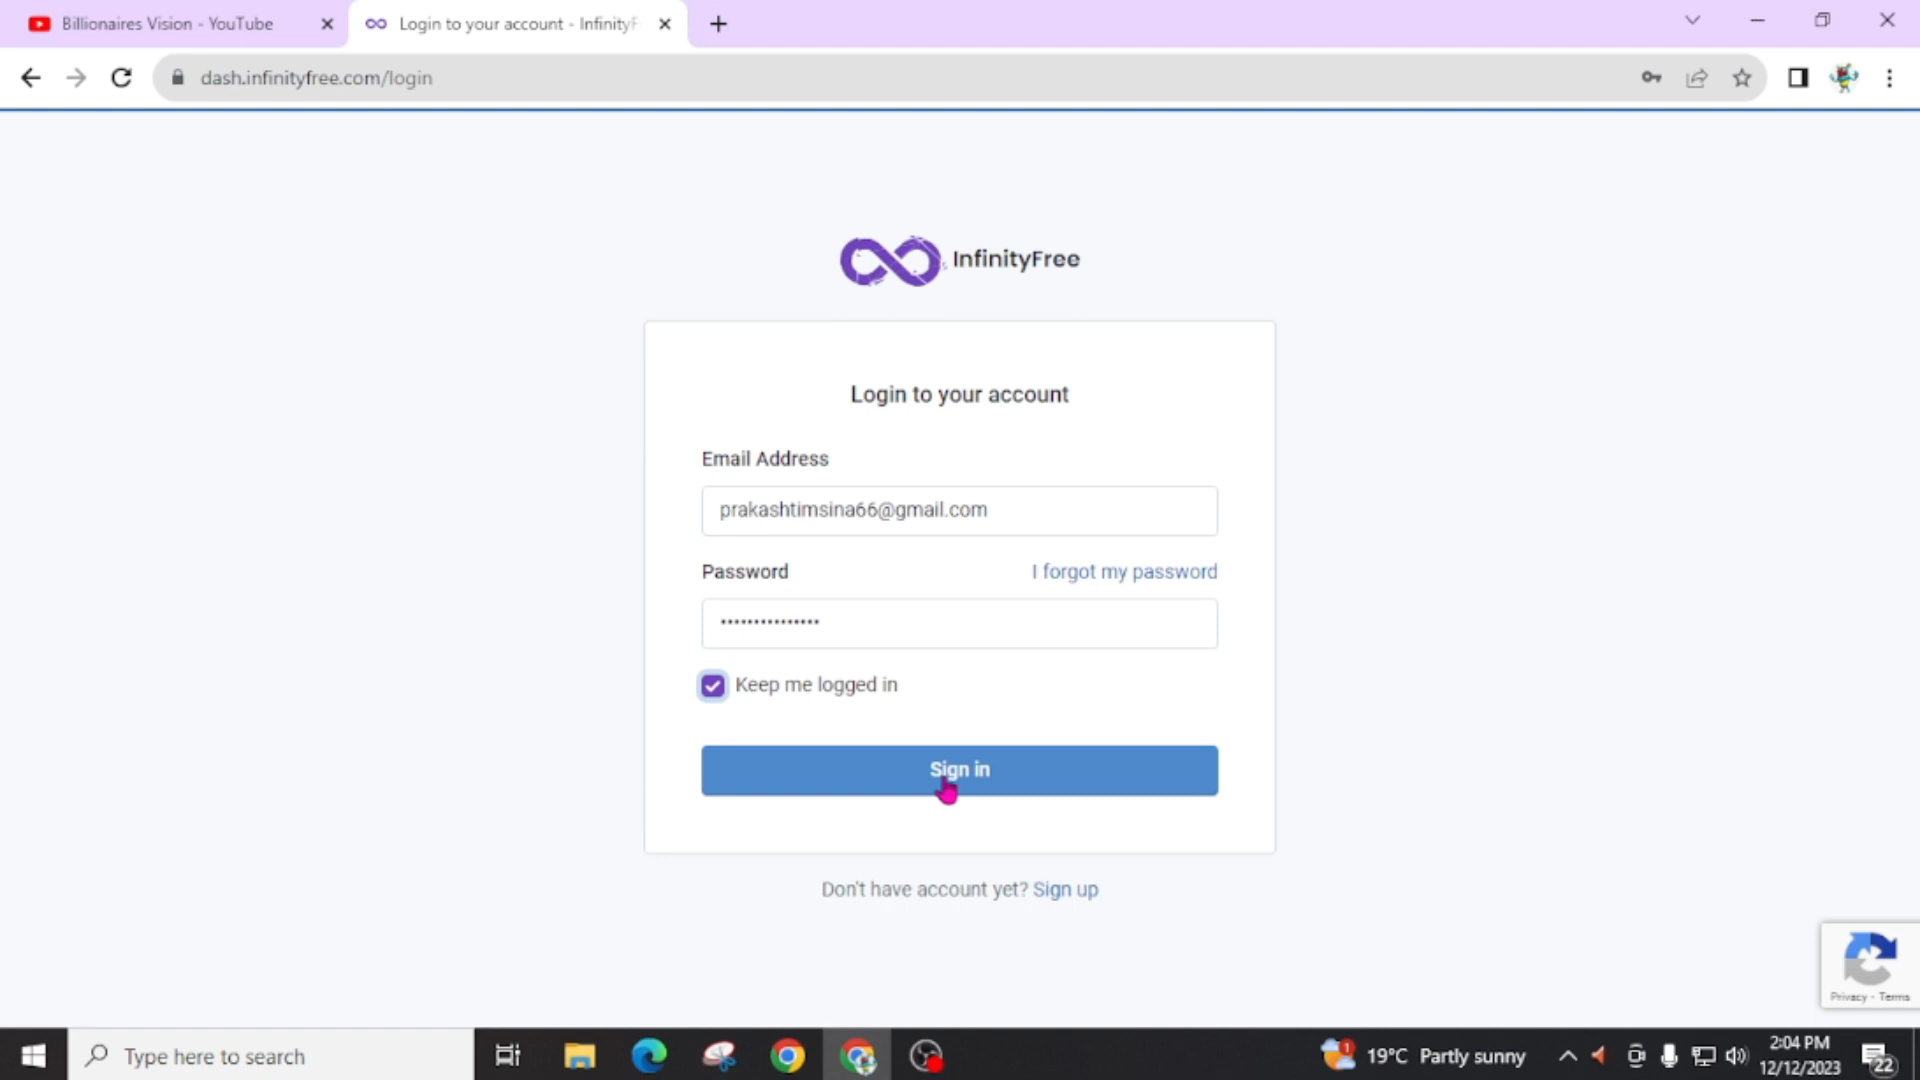 Billionaires Vision - YouTube
Login to your account - InfinityF
dash.infinityfree.com/login
InfinityFree
Login to your account
Email Address
prakashtimsina66@gmail.com
Password
I forgot my password
Keep me logged in
Sign in
Don't have account yet? Sign up
Privacy - Terms
Type here to search
1
19°C Partly sunny
2:04 PM
12/12/2023
22